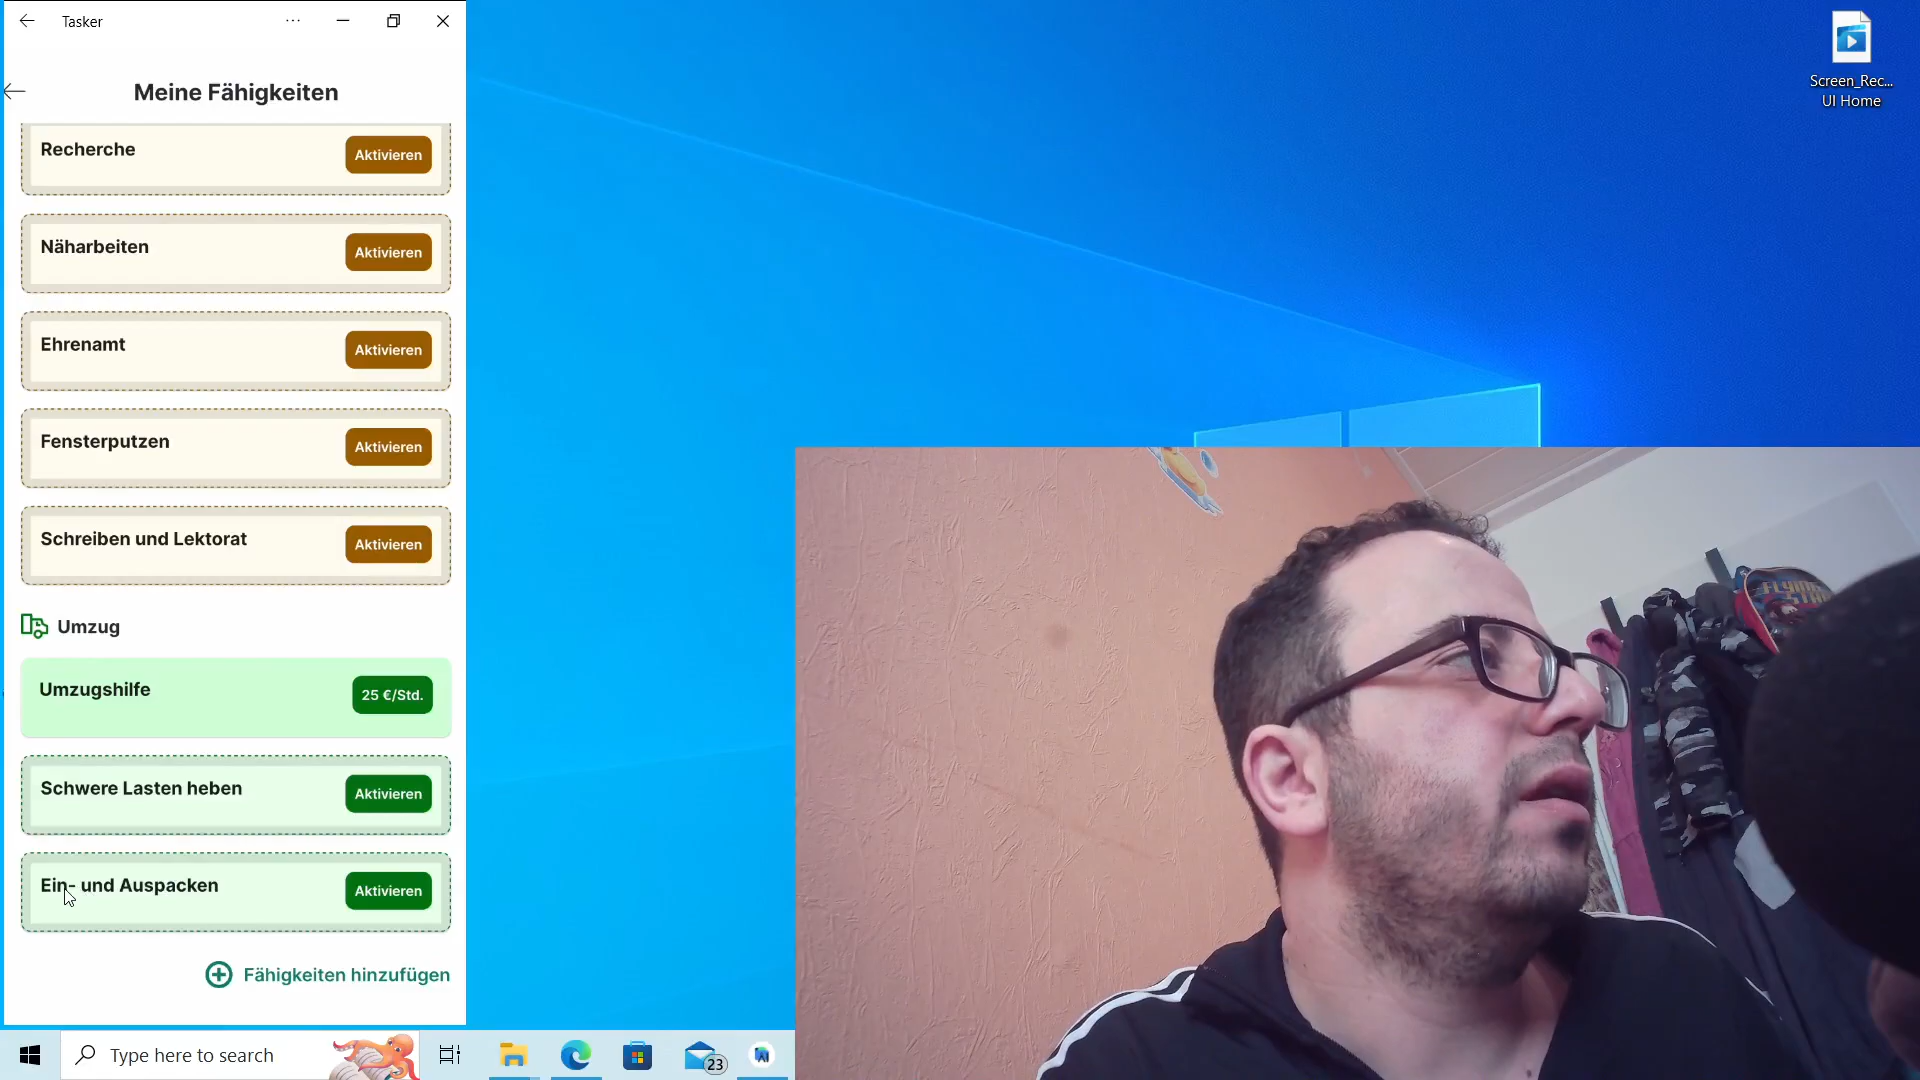 Tasker
Meine Fähigkeiten
Recherche
Aktivieren
Näharbeiten
Aktivieren
Ehrenamt
Aktivieren
Fensterputzen
Aktivieren
Schreiben und Lektorat
Aktivieren
Umzug
Umzugshilfe
25 €/Std.
Schwere Lasten heben
Aktivieren
Ein- und Auspacken
Aktivieren
Fähigkeiten hinzufügen
Screen_Rec...
UI Home
Type here to search
23